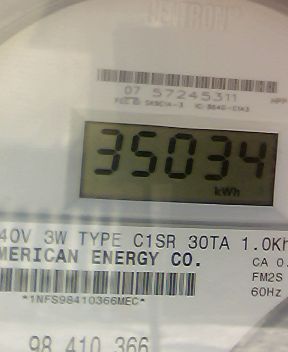 NEUTRON
07 57245311
35034
kWh
40V 3W TYPE C1SR 30TA 1.0Kh
MERICAN ENERGY CO.
CA 0.
FM2S
60Hz
*1NFS98410366MEC*
98 410 366